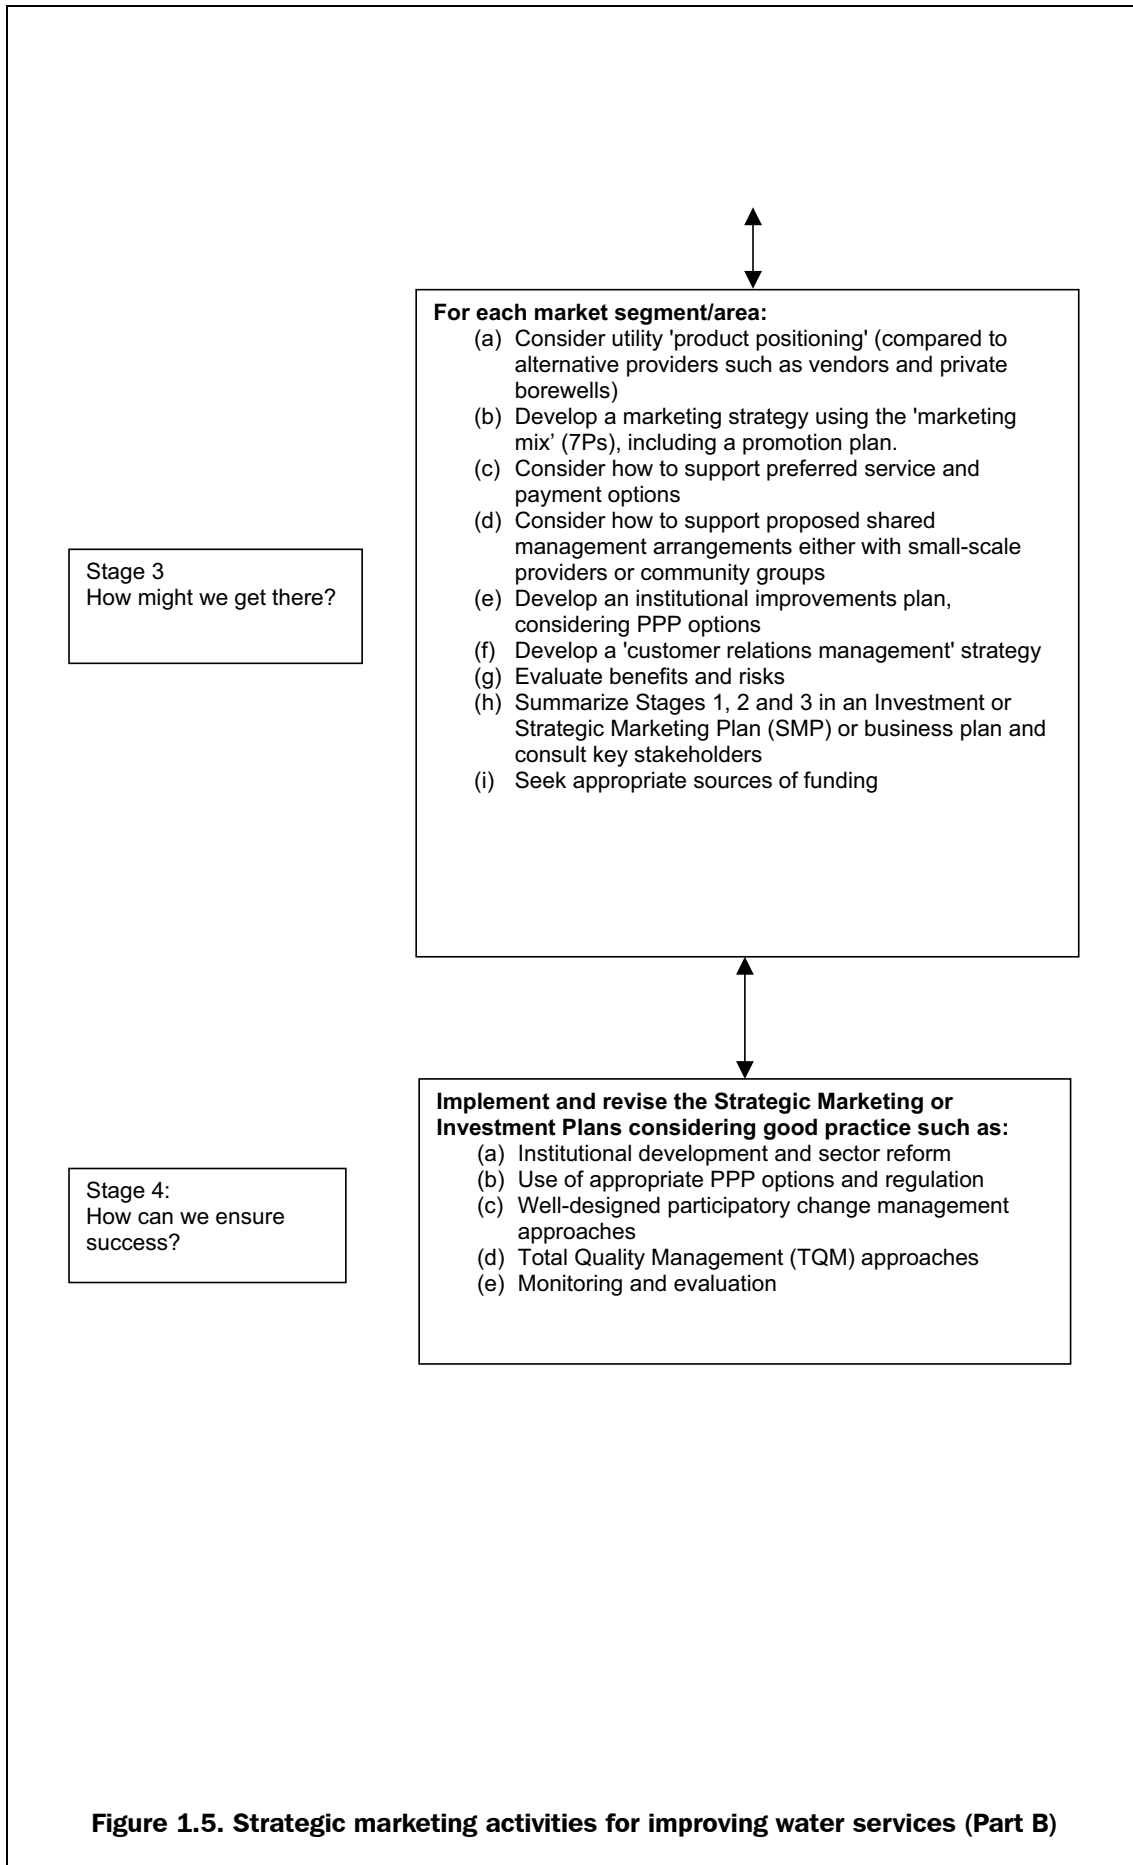 For each market segment/area:
(a) Consider utility 'product positioning' (compared to
alternative providers such as vendors and private
borewells)
(b) Develop a marketing strategy using the 'marketing
mix’ (7Ps), including a promotion plan.
(c) Consider how to support preferred service and
payment options
(d) Consider how to support proposed shared
management arrangements either with small-scale
providers or community groups
(e) Develop an institutional improvements plan,
considering PPP options
(f) Develop a 'customer relations management' strategy
(g) Evaluate benefits and risks
(h) Summarize Stages 1, 2 and 3 in an Investment or
Strategic Marketing Plan (SMP) or business plan and
consult key stakeholders
(i) Seek appropriate sources of funding
Stage 3
How might we get there?
Implement and revise the Strategic Marketing or
Investment Plans considering good practice such as:
(a) Institutional development and sector reform
(b) Use of appropriate PPP options and regulation
(c) Well-designed participatory change management
approaches
(d) Total Quality Management (TQM) approaches
(e) Monitoring and evaluation
Stage 4:
How can we ensure
success?
Figure 1.5. Strategic marketing activities for improving water services (Part B)